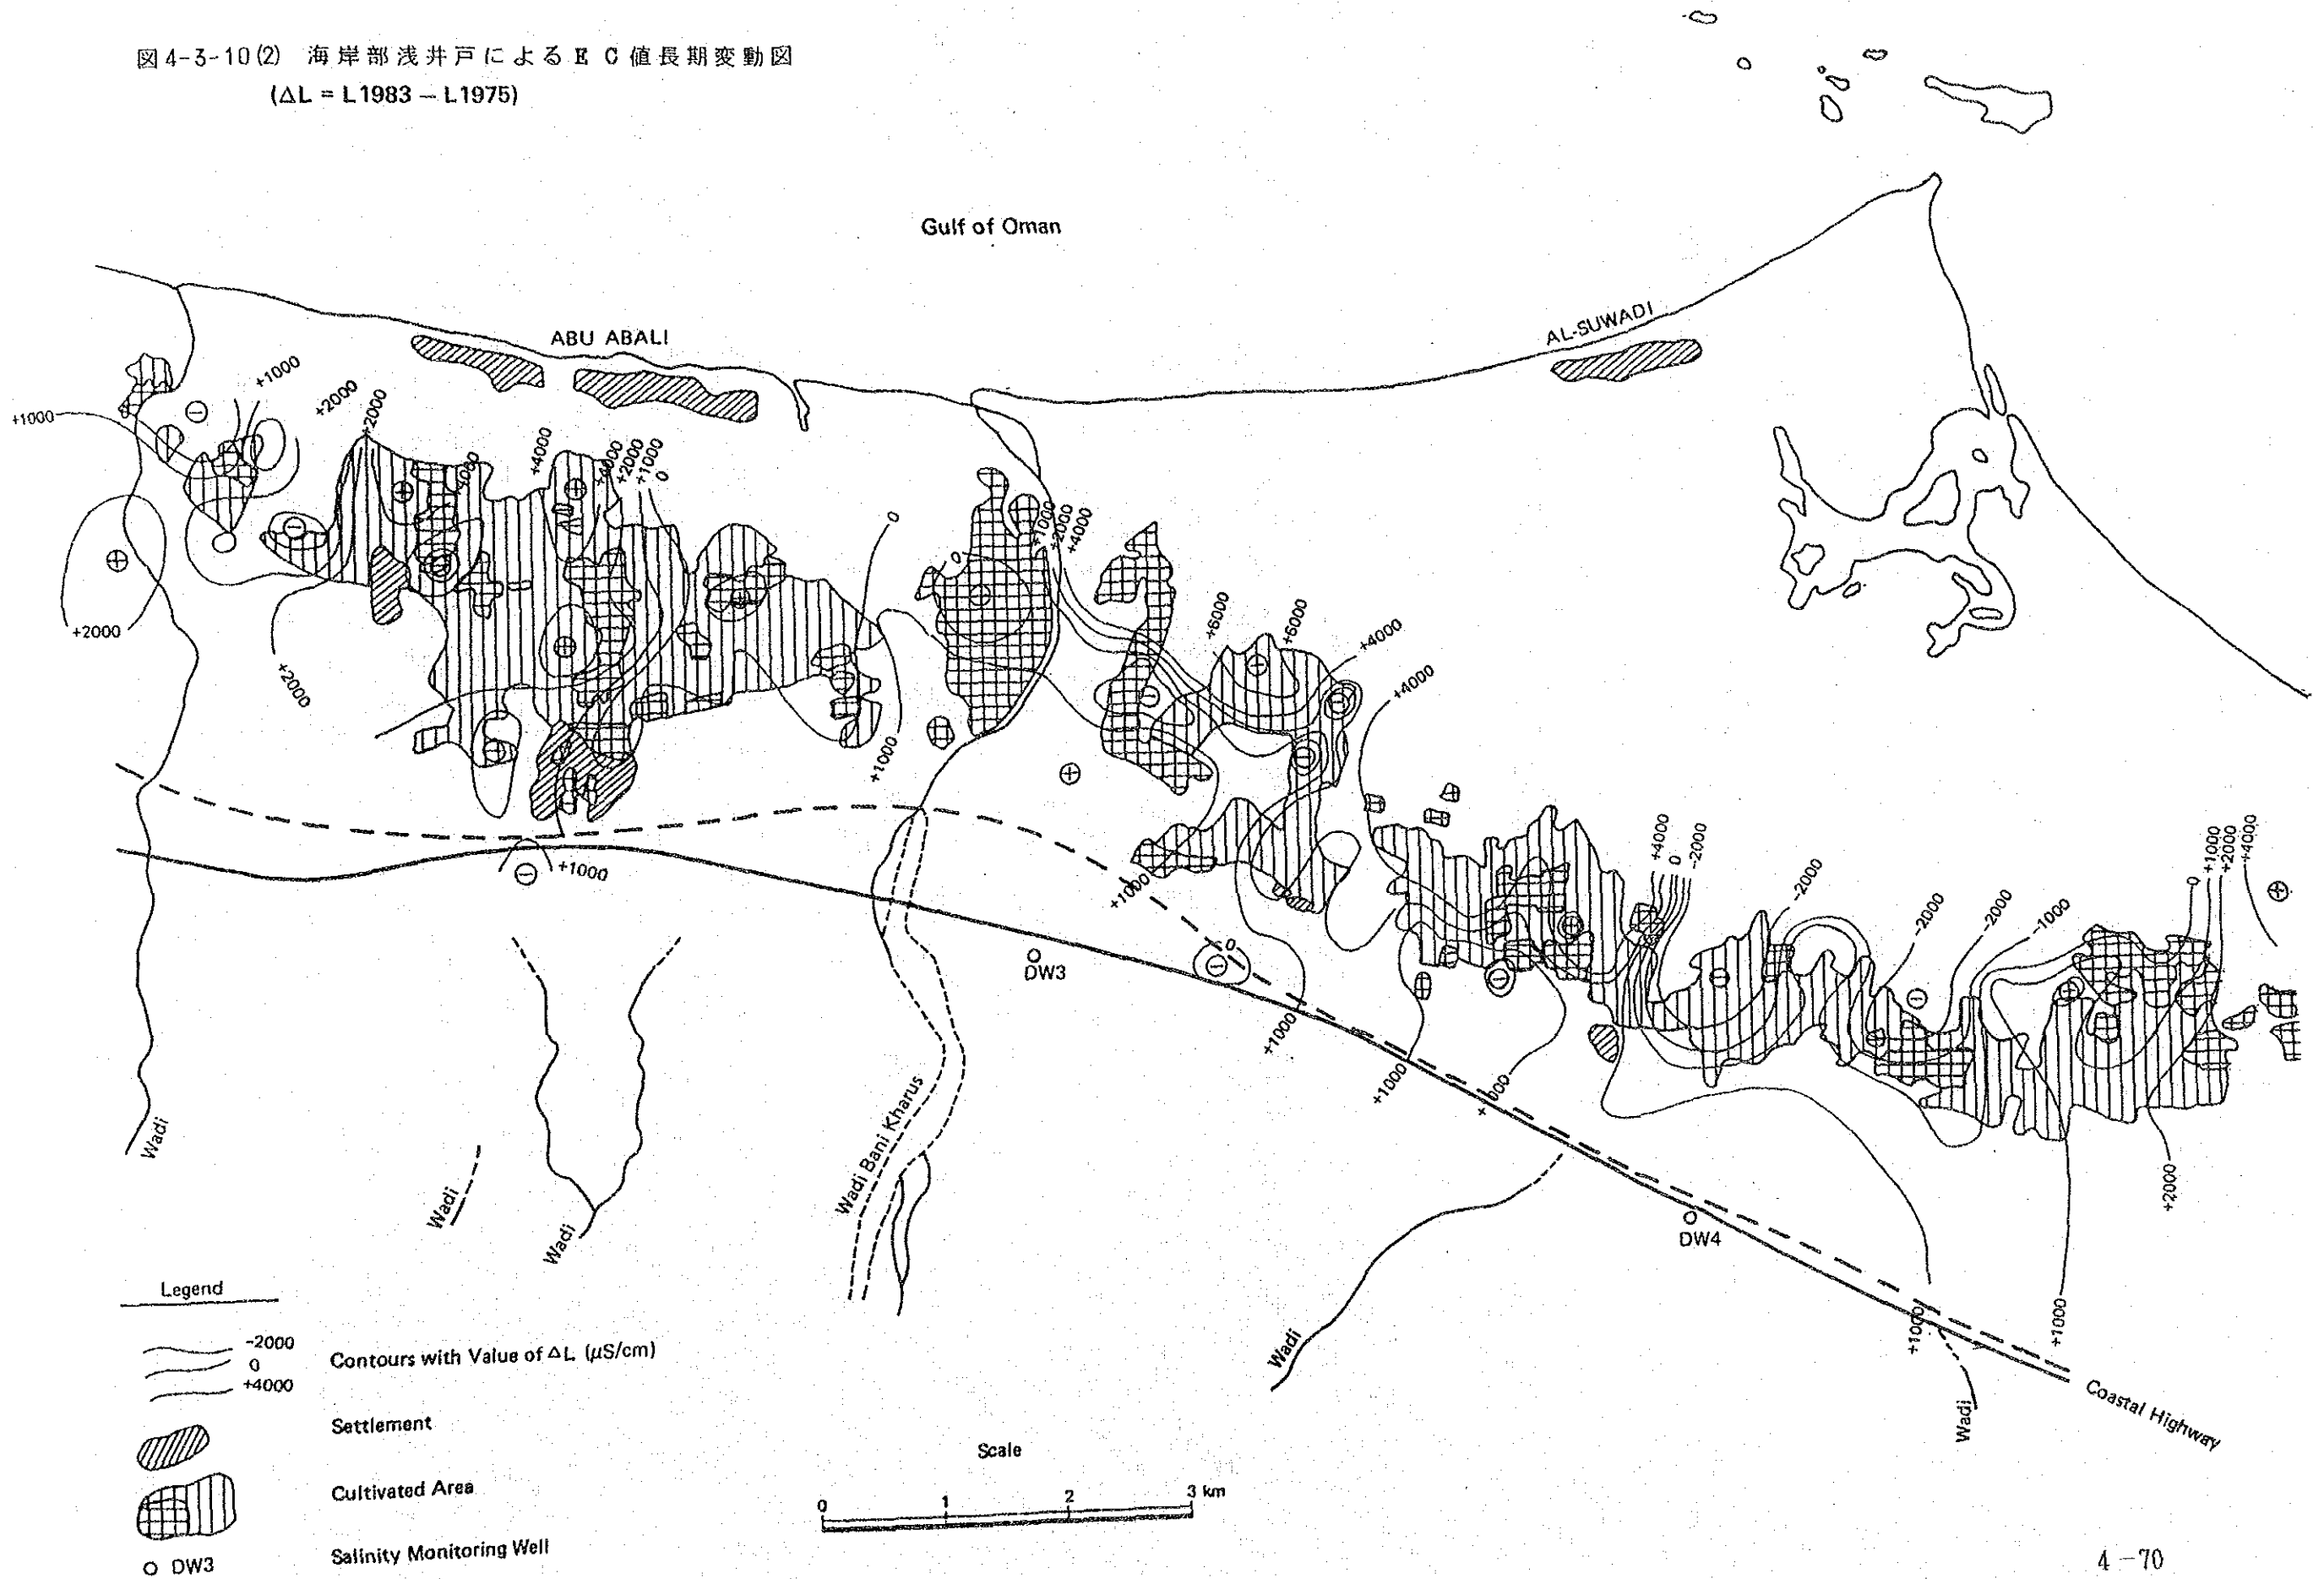 図4-3-10(2) 海岸部浅井戸によるEC値長期変動図
(△L = L1983 – L1975)
Gulf of Oman
ABU ABALI
AL-SUWADI
+1000
+1000
+2000
+2000
+4000
+2000
+1000
0
0
0
+1000
+2000
+4000
+2000
+2000
+6000
+6000
+4000
+4000
+1000
+1000
+1000
0
+1000
+1000
+4000
0
-2000
-2000
-2000
-2000
-1000
0
+1000
+2000
+4000
+2000
+1000
+1000
DW3
DW4
Wadi
Wadi
Wadi
Wadi Bani Kharus
Wadi
Wadi
Coastal Highway
Legend
-2000
0
+4000
Contours with Value of △L (μS/cm)
Settlement
Cultivated Area
DW3
Salinity Monitoring Well
Scale
0 1 2 3 km
4-70